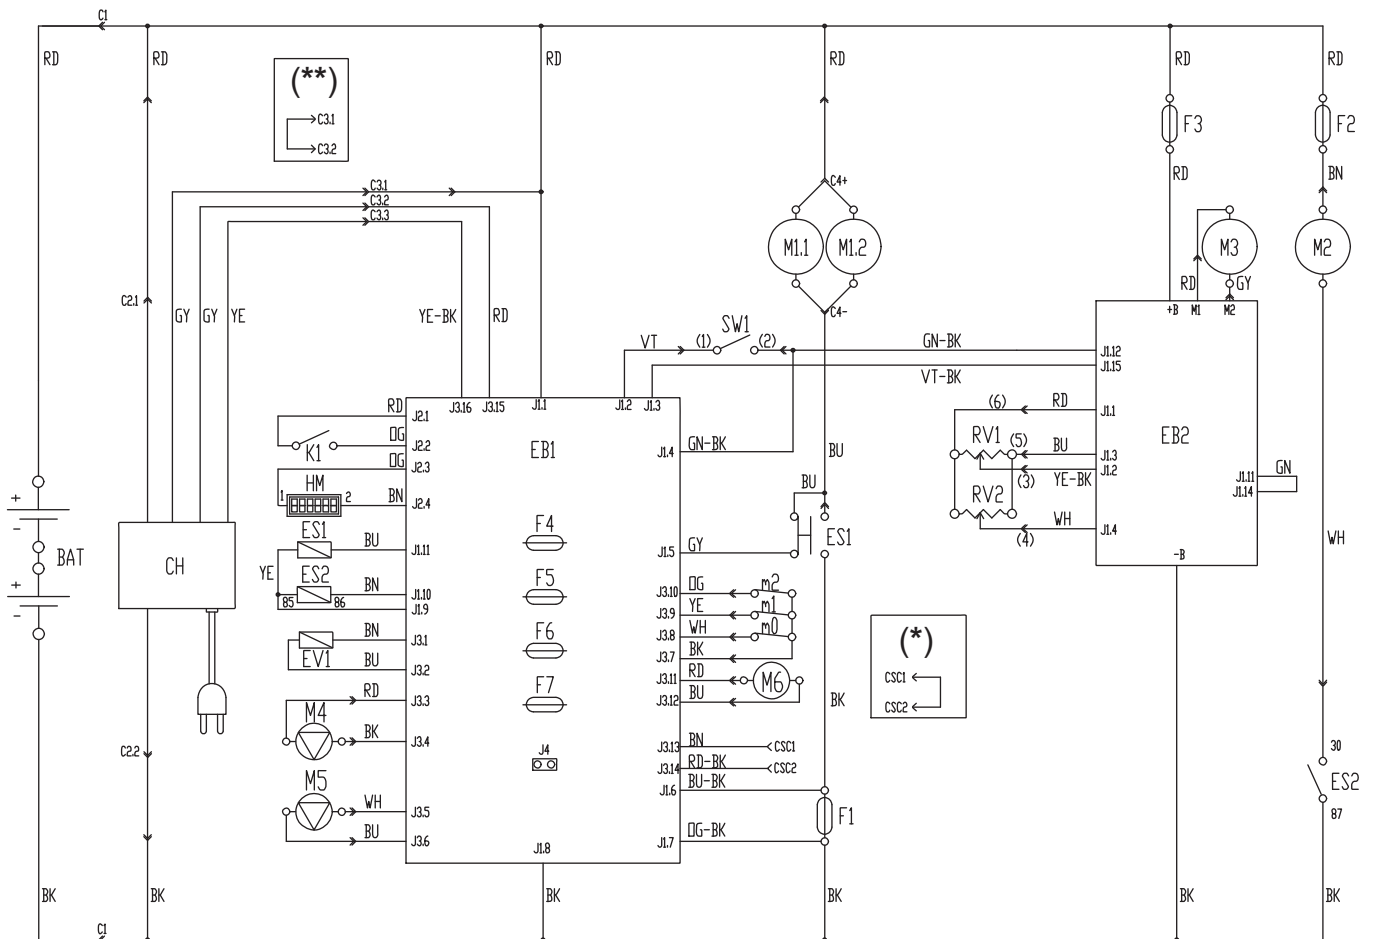 C1
RD RD RD RD RD RD
(**)
C3.1
C3.2
F3 F2
RD BN
C3.1
C3.2
C3.3
C4+
M1.1 M1.2 M3 M2
C2.1
GY GY YE YE-BK RD
RD GY
C4-
+B M1 M2
SW1
VT (1) (2) GN-BK J1.12
VT-BK J1.15
J3.16 J3.15 J1.1 J1.2 J1.3
RD J2.1
OG J2.2
K1
OG J2.3
HM
1 2 BN J2.4
EB1
GN-BK J1.4
BU
BU
(6) RD J1.1
RV1 (5) BU J1.3
(3) YE-BK J1.2
RV2
WH J1.4
(4)
EB2
J1.11 GN
J1.14
-B
+
-
BAT
+
-
CH
ES1
BU J1.11
YE ES2
BN J1.10
85 86 J1.9
BN J3.1
EV1 BU J3.2
RD J3.3
M4
BK J3.4
M5
WH J3.5
BU J3.6
F4
F5
F6
F7
J4
J1.8
GY J1.5
ES1
OG J3.10 m2
YE J3.9 m1
WH J3.8 m0
BK J3.7
RD J3.11 M6
BU J3.12
BK
BN J3.13 CSC1
RD-BK J3.14 CSC2
BU-BK J1.6
F1
OG-BK J1.7
(*)
CSC1
CSC2
WH
30
ES2
87
C2.2
BK BK BK BK BK BK
C1